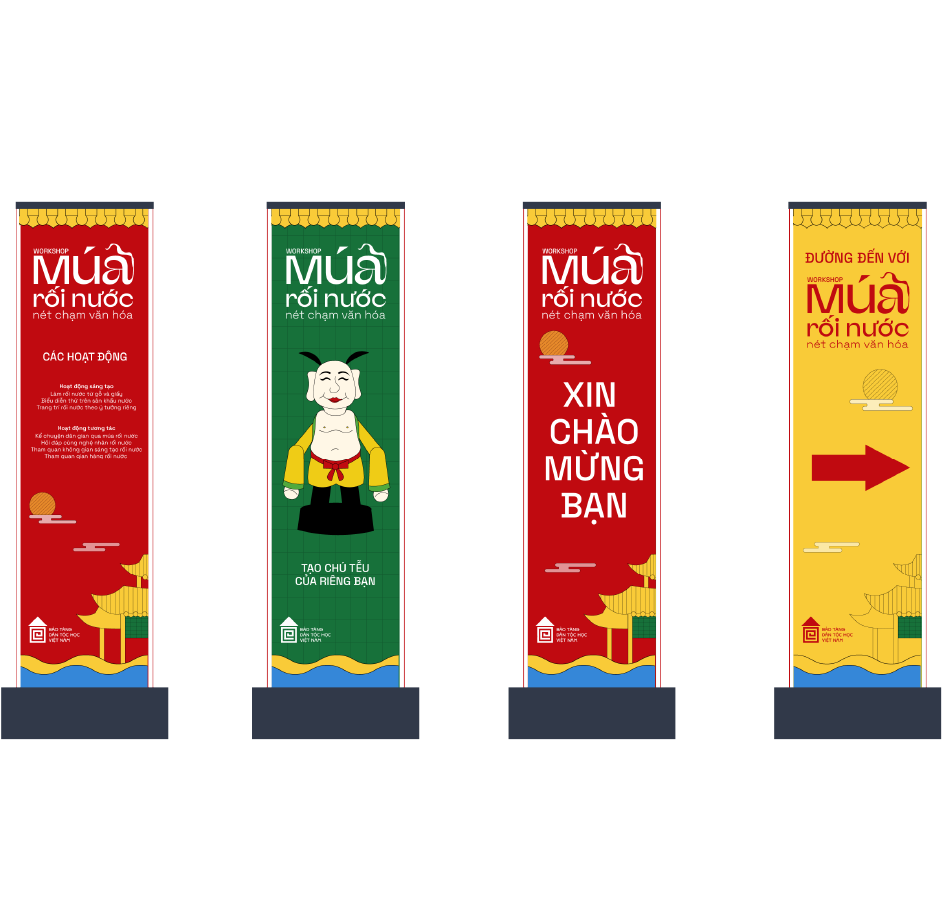 WORKSHOP
Múa
rối nước
nét chạm văn hóa
CÁC HOẠT ĐỘNG
Hoạt động sáng tạo
Làm rối nước từ gỗ và giấy
Biểu diễn thử trên sân khấu nước
Trang trí rối nước theo ý tưởng riêng
Hoạt động tương tác
Kể chuyện dân gian qua múa rối nước
Hỏi đáp cùng nghệ nhân rối nước
Tham quan không gian sáng tạo rối nước
Tham quan gian hàng rối nước
BẢO TÀNG
DÂN TỘC HỌC
VIỆT NAM
WORKSHOP
Múa
rối nước
nét chạm văn hóa
TẠO CHÚ TỄU
CỦA RIÊNG BẠN
BẢO TÀNG
DÂN TỘC HỌC
VIỆT NAM
WORKSHOP
Múa
rối nước
nét chạm văn hóa
XIN
CHÀO
MỪNG
BẠN
BẢO TÀNG
DÂN TỘC HỌC
VIỆT NAM
ĐƯỜNG ĐẾN VỚI
WORKSHOP
Múa
rối nước
nét chạm văn hóa
BẢO TÀNG
DÂN TỘC HỌC
VIỆT NAM